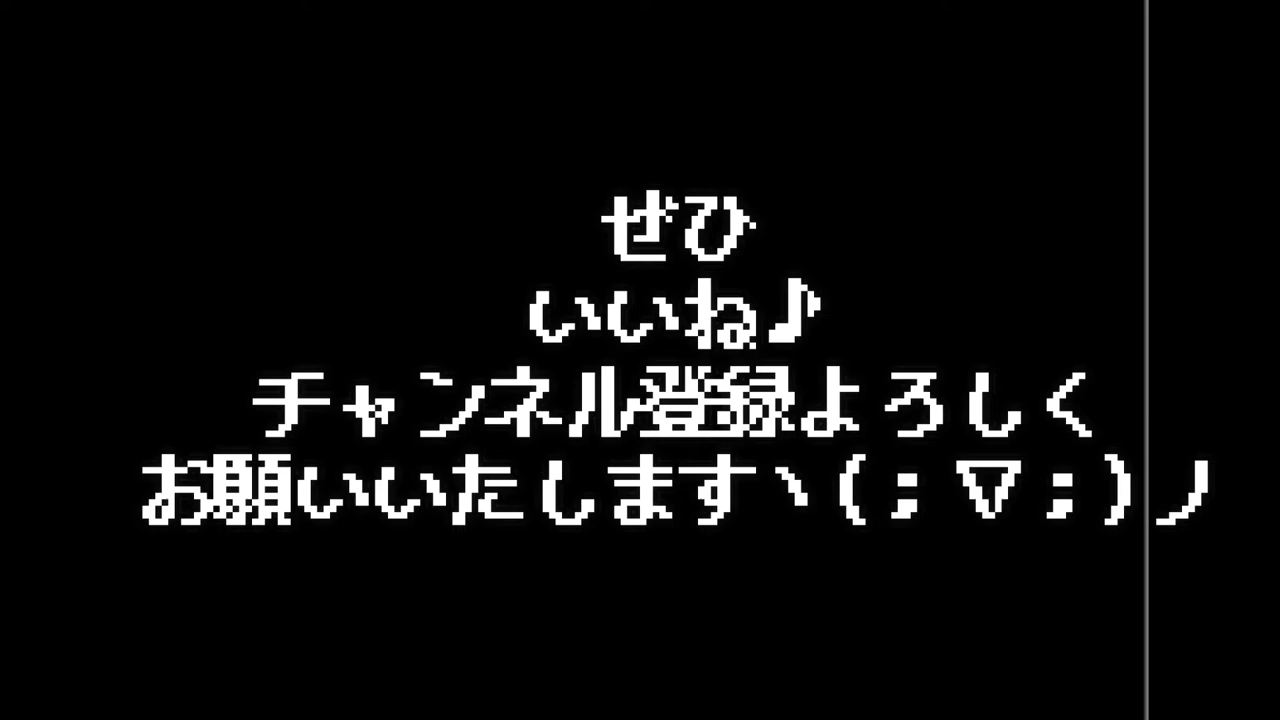 ぜひ
いいね♪
チャンネル登録よろしく
お願いいたしますヽ(；▽；)ノ